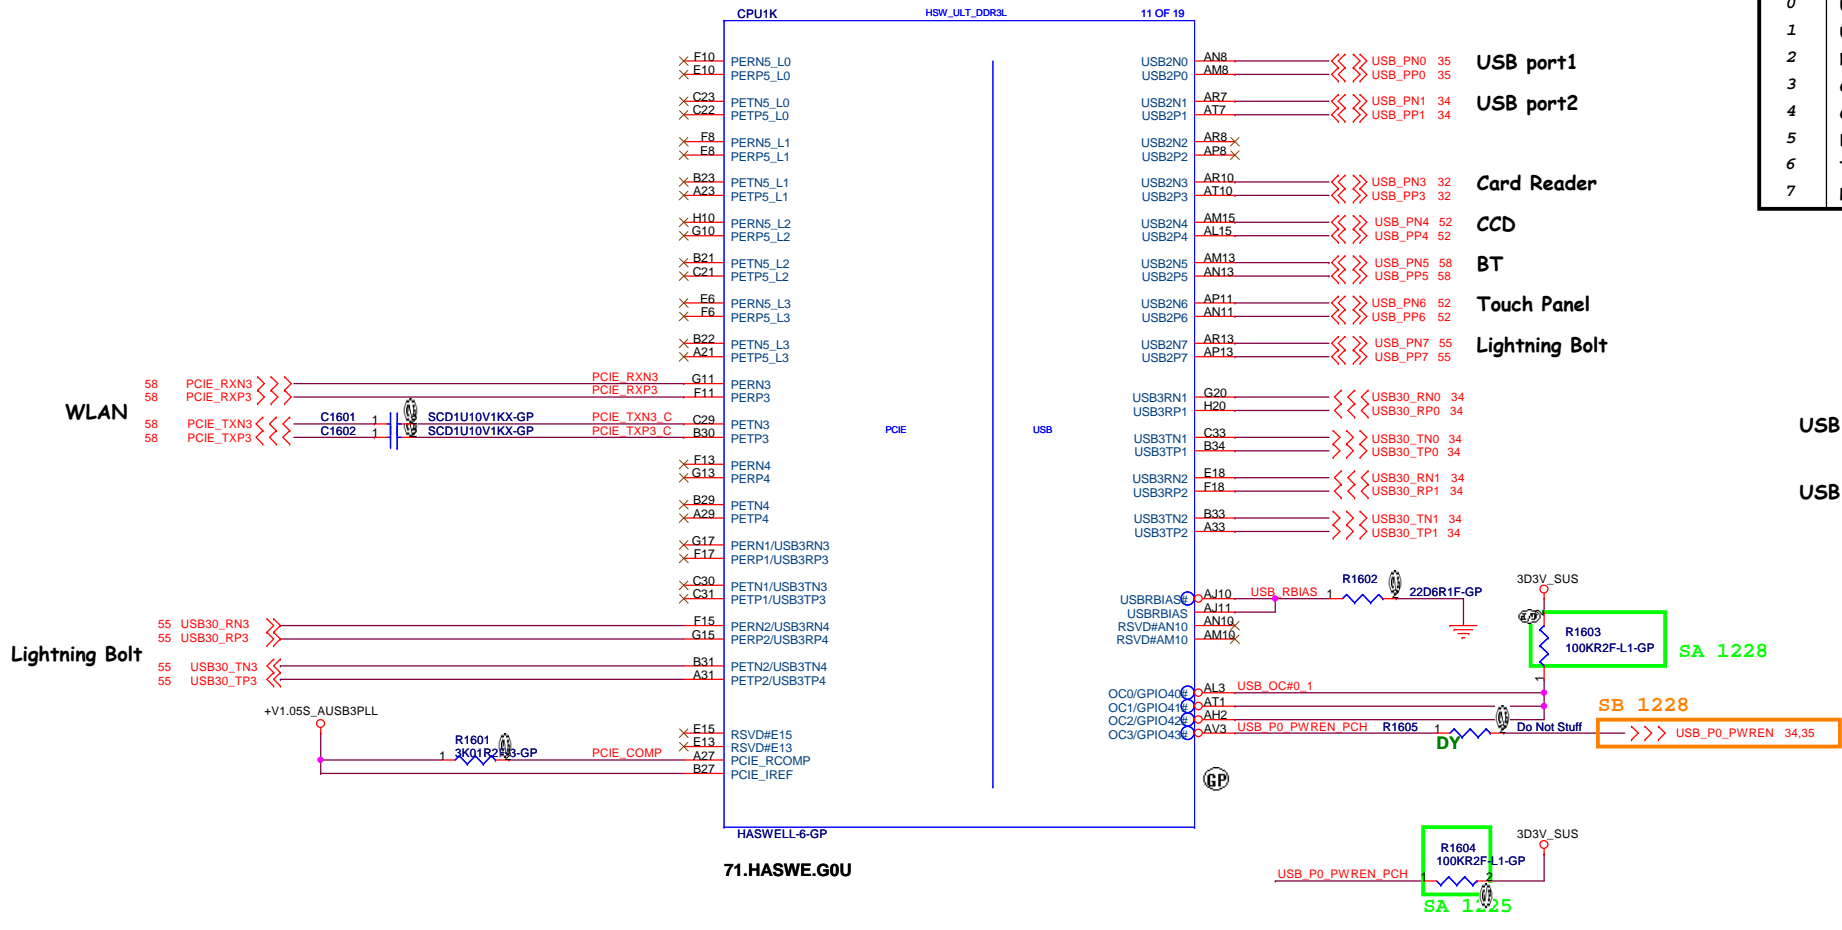 CPU1K
HSW_ULT_DDR3L
11 OF 19
F10 PERN5_L0
E10 PERP5_L0
C23 PETN5_L0
C22 PETP5_L0
F8 PERN5_L1
E8 PERP5_L1
B23 PETN5_L1
A23 PETP5_L1
H10 PERN5_L2
G10 PERP5_L2
B21 PETN5_L2
C21 PETP5_L2
E6 PERN5_L3
F6 PERP5_L3
B22 PETN5_L3
A21 PETP5_L3
WLAN
58 PCIE_RXN3 PCIE_RXN3 G11 PERN3
58 PCIE_RXP3 PCIE_RXP3 F11 PERP3
58 PCIE_TXN3 C1601 1 SCD1U10V1KX-GP PCIE_TXN3_C C29 PETN3
58 PCIE_TXP3 C1602 1 SCD1U10V1KX-GP PCIE_TXP3_C B30 PETP3
F13 PERN4
G13 PERP4
B29 PETN4
A29 PETP4
G17 PERN1/USB3RN3
F17 PERP1/USB3RP3
C30 PETN1/USB3TN3
C31 PETP1/USB3TP3
Lightning Bolt
55 USB30_RN3 F15 PERN2/USB3RN4
55 USB30_RP3 G15 PERP2/USB3RP4
55 USB30_TN3 B31 PETN2/USB3TN4
55 USB30_TP3 A31 PETP2/USB3TP4
+V1.05S_AUSB3PLL
E15 RSVD#E15
E13 RSVD#E13
R1601
3K01R2F-3-GP
1 2 PCIE_COMP A27 PCIE_RCOMP
B27 PCIE_IREF
PCIE
USB
USB2N0 AN8 USB_PN0 35
USB2P0 AM8 USB_PP0 35
USB port1
USB2N1 AR7 USB_PN1 34
USB2P1 AT7 USB_PP1 34
USB port2
USB2N2 AR8
USB2P2 AP8
USB2N3 AR10 USB_PN3 32
USB2P3 AT10 USB_PP3 32
Card Reader
USB2N4 AM15 USB_PN4 52
USB2P4 AL15 USB_PP4 52
CCD
USB2N5 AM13 USB_PN5 58
USB2P5 AN13 USB_PP5 58
BT
USB2N6 AP11 USB_PN6 52
USB2P6 AN11 USB_PP6 52
Touch Panel
USB2N7 AR13 USB_PN7 55
USB2P7 AP13 USB_PP7 55
Lightning Bolt
USB3RN1 G20 USB30_RN0 34
USB3RP1 H20 USB30_RP0 34
USB3TN1 C33 USB30_TN0 34
USB3TP1 B34 USB30_TP0 34
USB3RN2 E18 USB30_RN1 34
USB3RP2 F18 USB30_RP1 34
USB3TN2 B33 USB30_TN1 34
USB3TP2 A33 USB30_TP1 34
USB
USB
0
1
2
3
4
5
6
7
USBRBIAS# AJ10 USB_RBIAS 1 R1602 2 22D6R1F-GP
USBRBIAS AJ11
RSVD#AN10 AN10
RSVD#AM10 AM10
3D3V_SUS
R1603
100KR2F-L1-GP
1
SA 1228
OC0/GPIO40# AL3 USB_OC#0_1
OC1/GPIO41# AT1
OC2/GPIO42# AH2
OC3/GPIO43# AV3 USB_P0_PWREN_PCH R1605 1 2 Do Not Stuff
DY
SB 1228
USB_P0_PWREN 34,35
GP
HASWELL-6-GP
71.HASWE.G0U
3D3V_SUS
R1604
100KR2F-L1-GP
USB_P0_PWREN_PCH 1 2
SA 1225